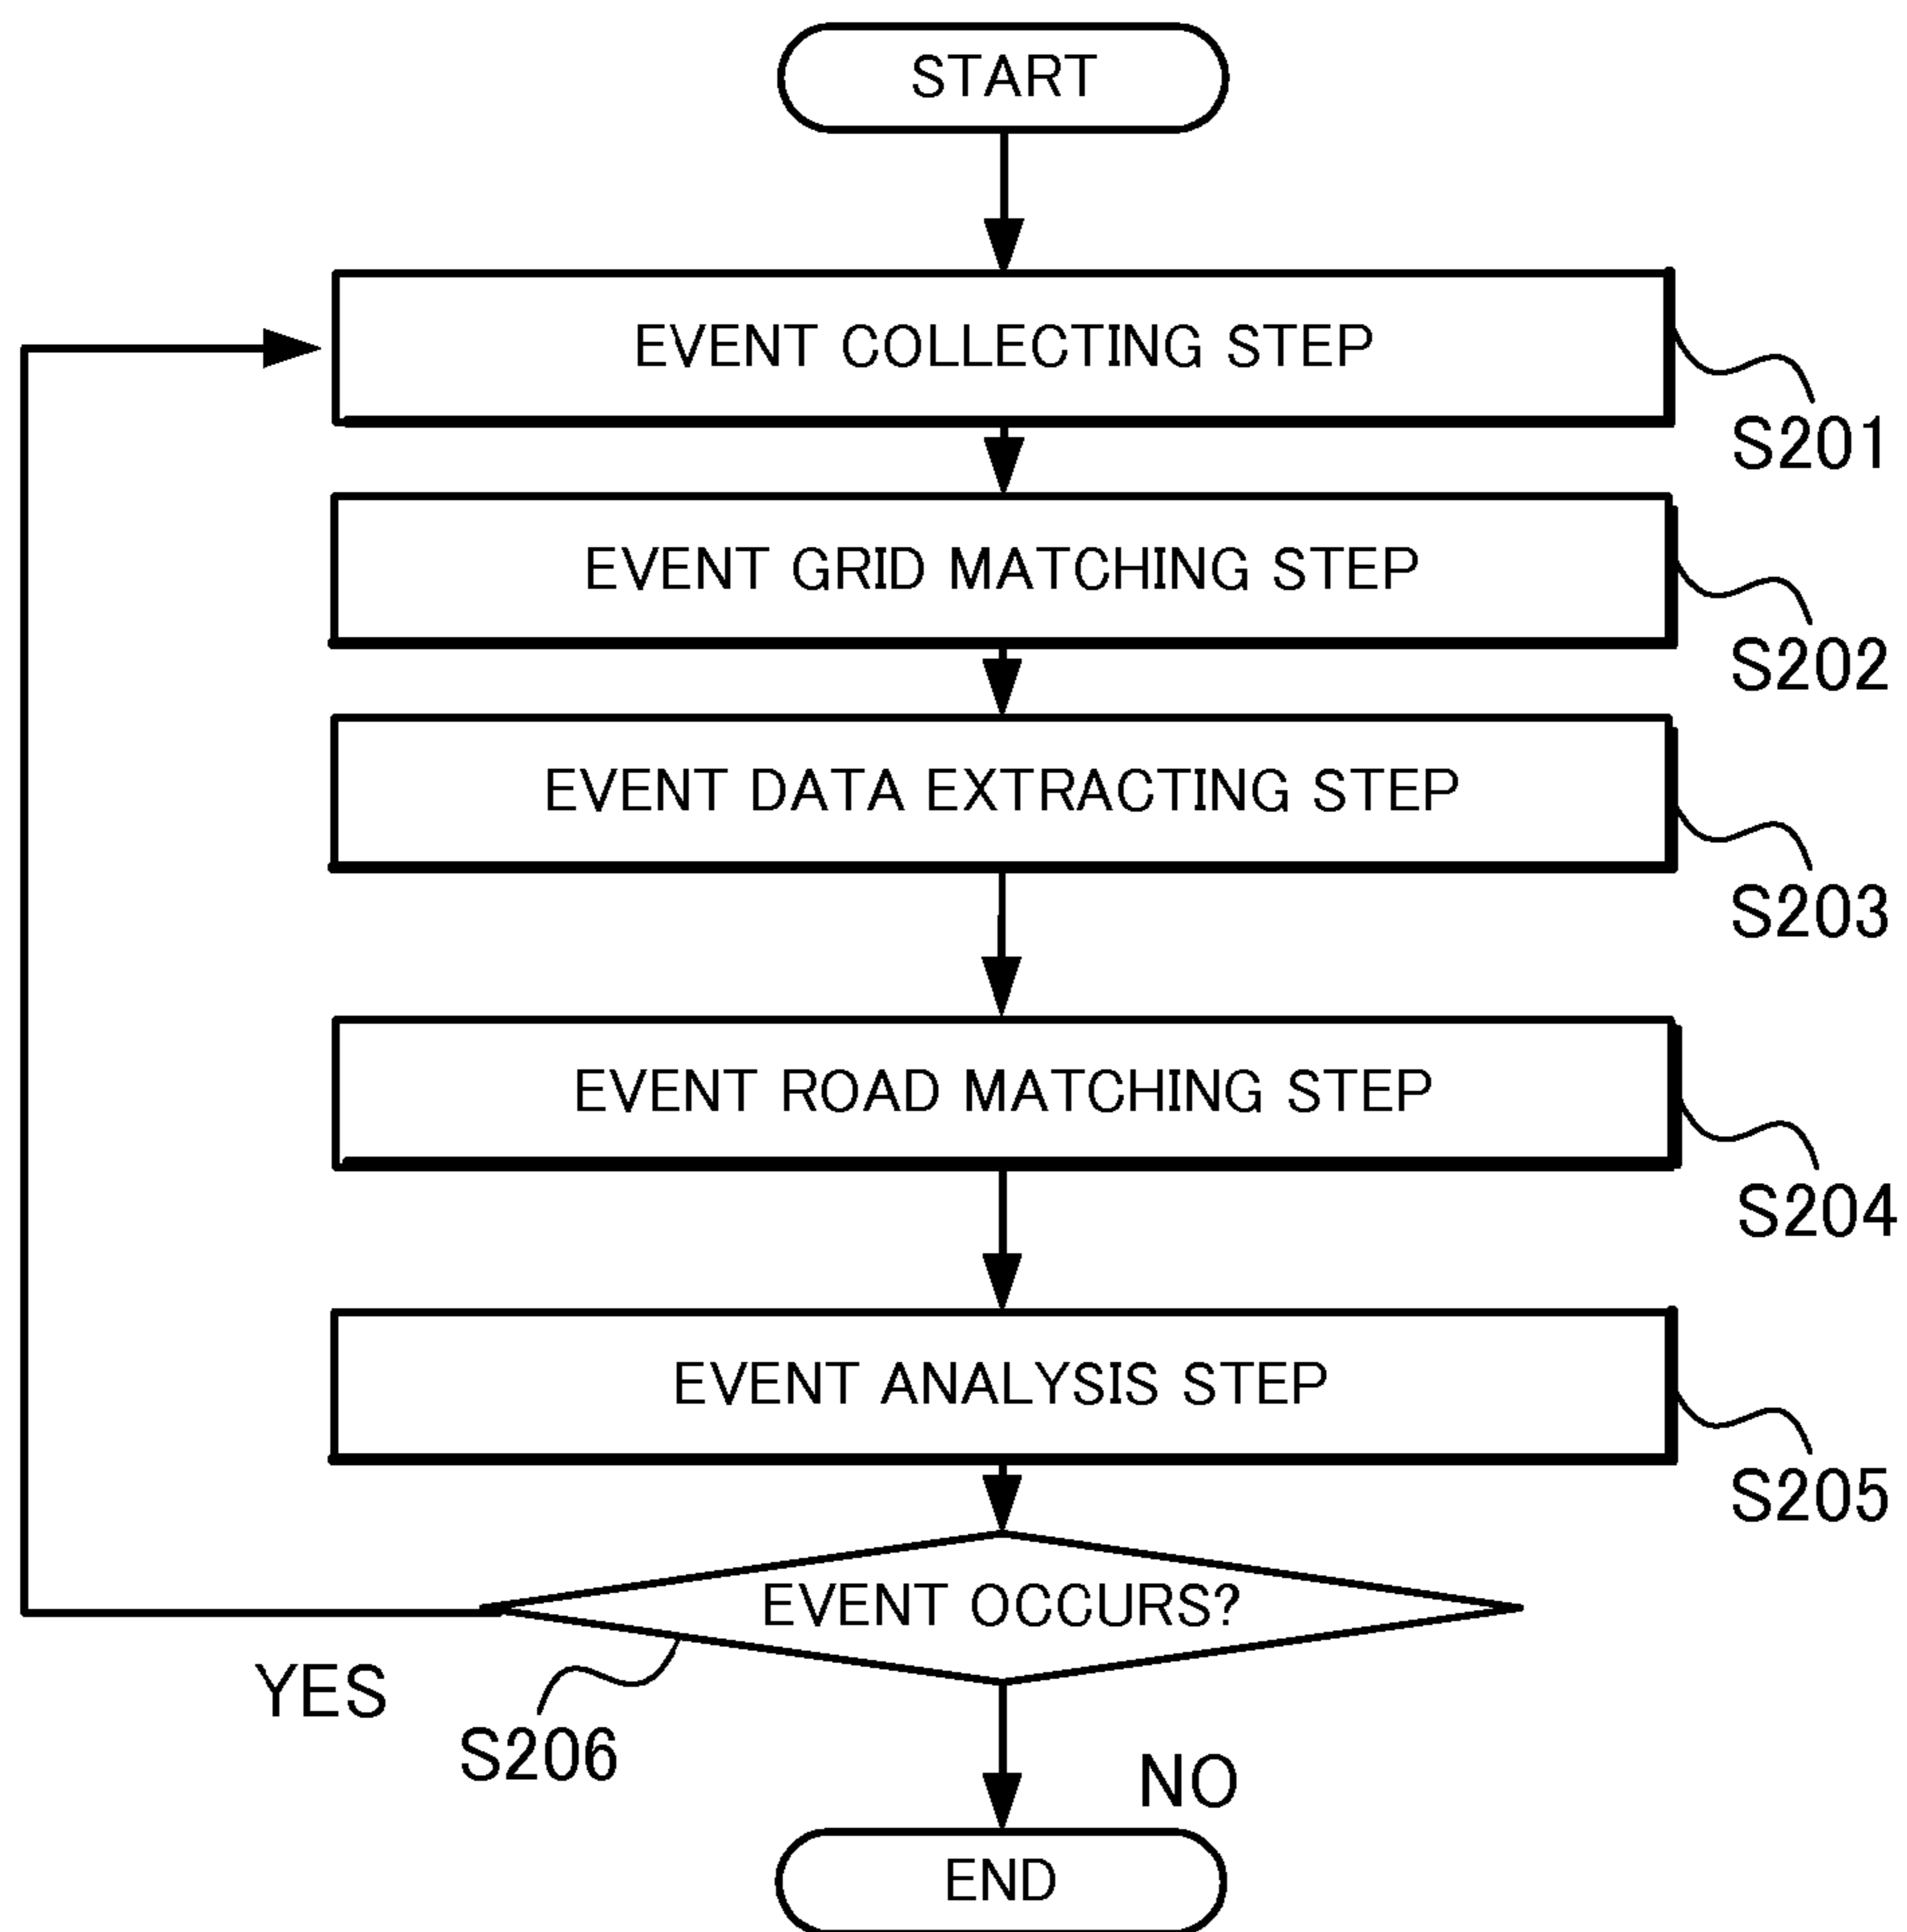 START
EVENT COLLECTING STEP
S201
EVENT GRID MATCHING STEP
S202
EVENT DATA EXTRACTING STEP
S203
EVENT ROAD MATCHING STEP
S204
EVENT ANALYSIS STEP
S205
EVENT OCCURS?
YES
S206
NO
END